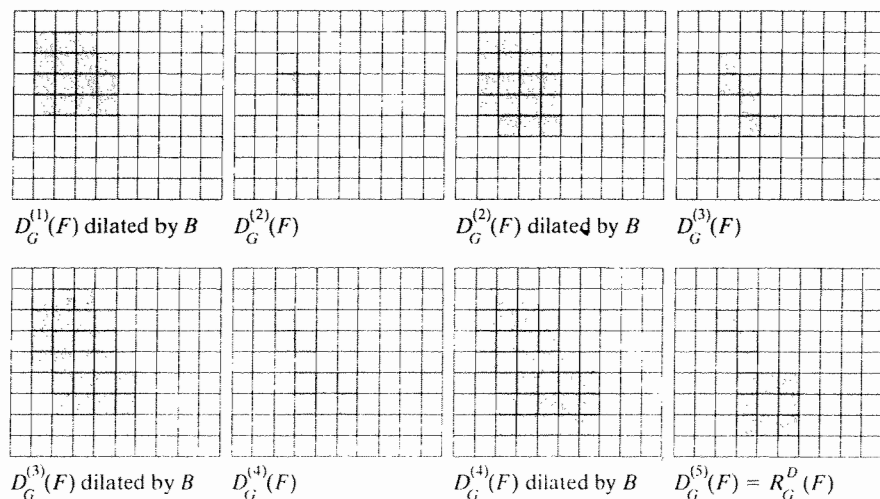 D_G^{(1)}(F) dilated by B
D_G^{(2)}(F)
D_G^{(2)}(F) dilated by B
D_G^{(3)}(F)
D_G^{(3)}(F) dilated by B
D_G^{(4)}(F)
D_G^{(4)}(F) dilated by B
D_G^{(5)}(F) = R_G^D(F)